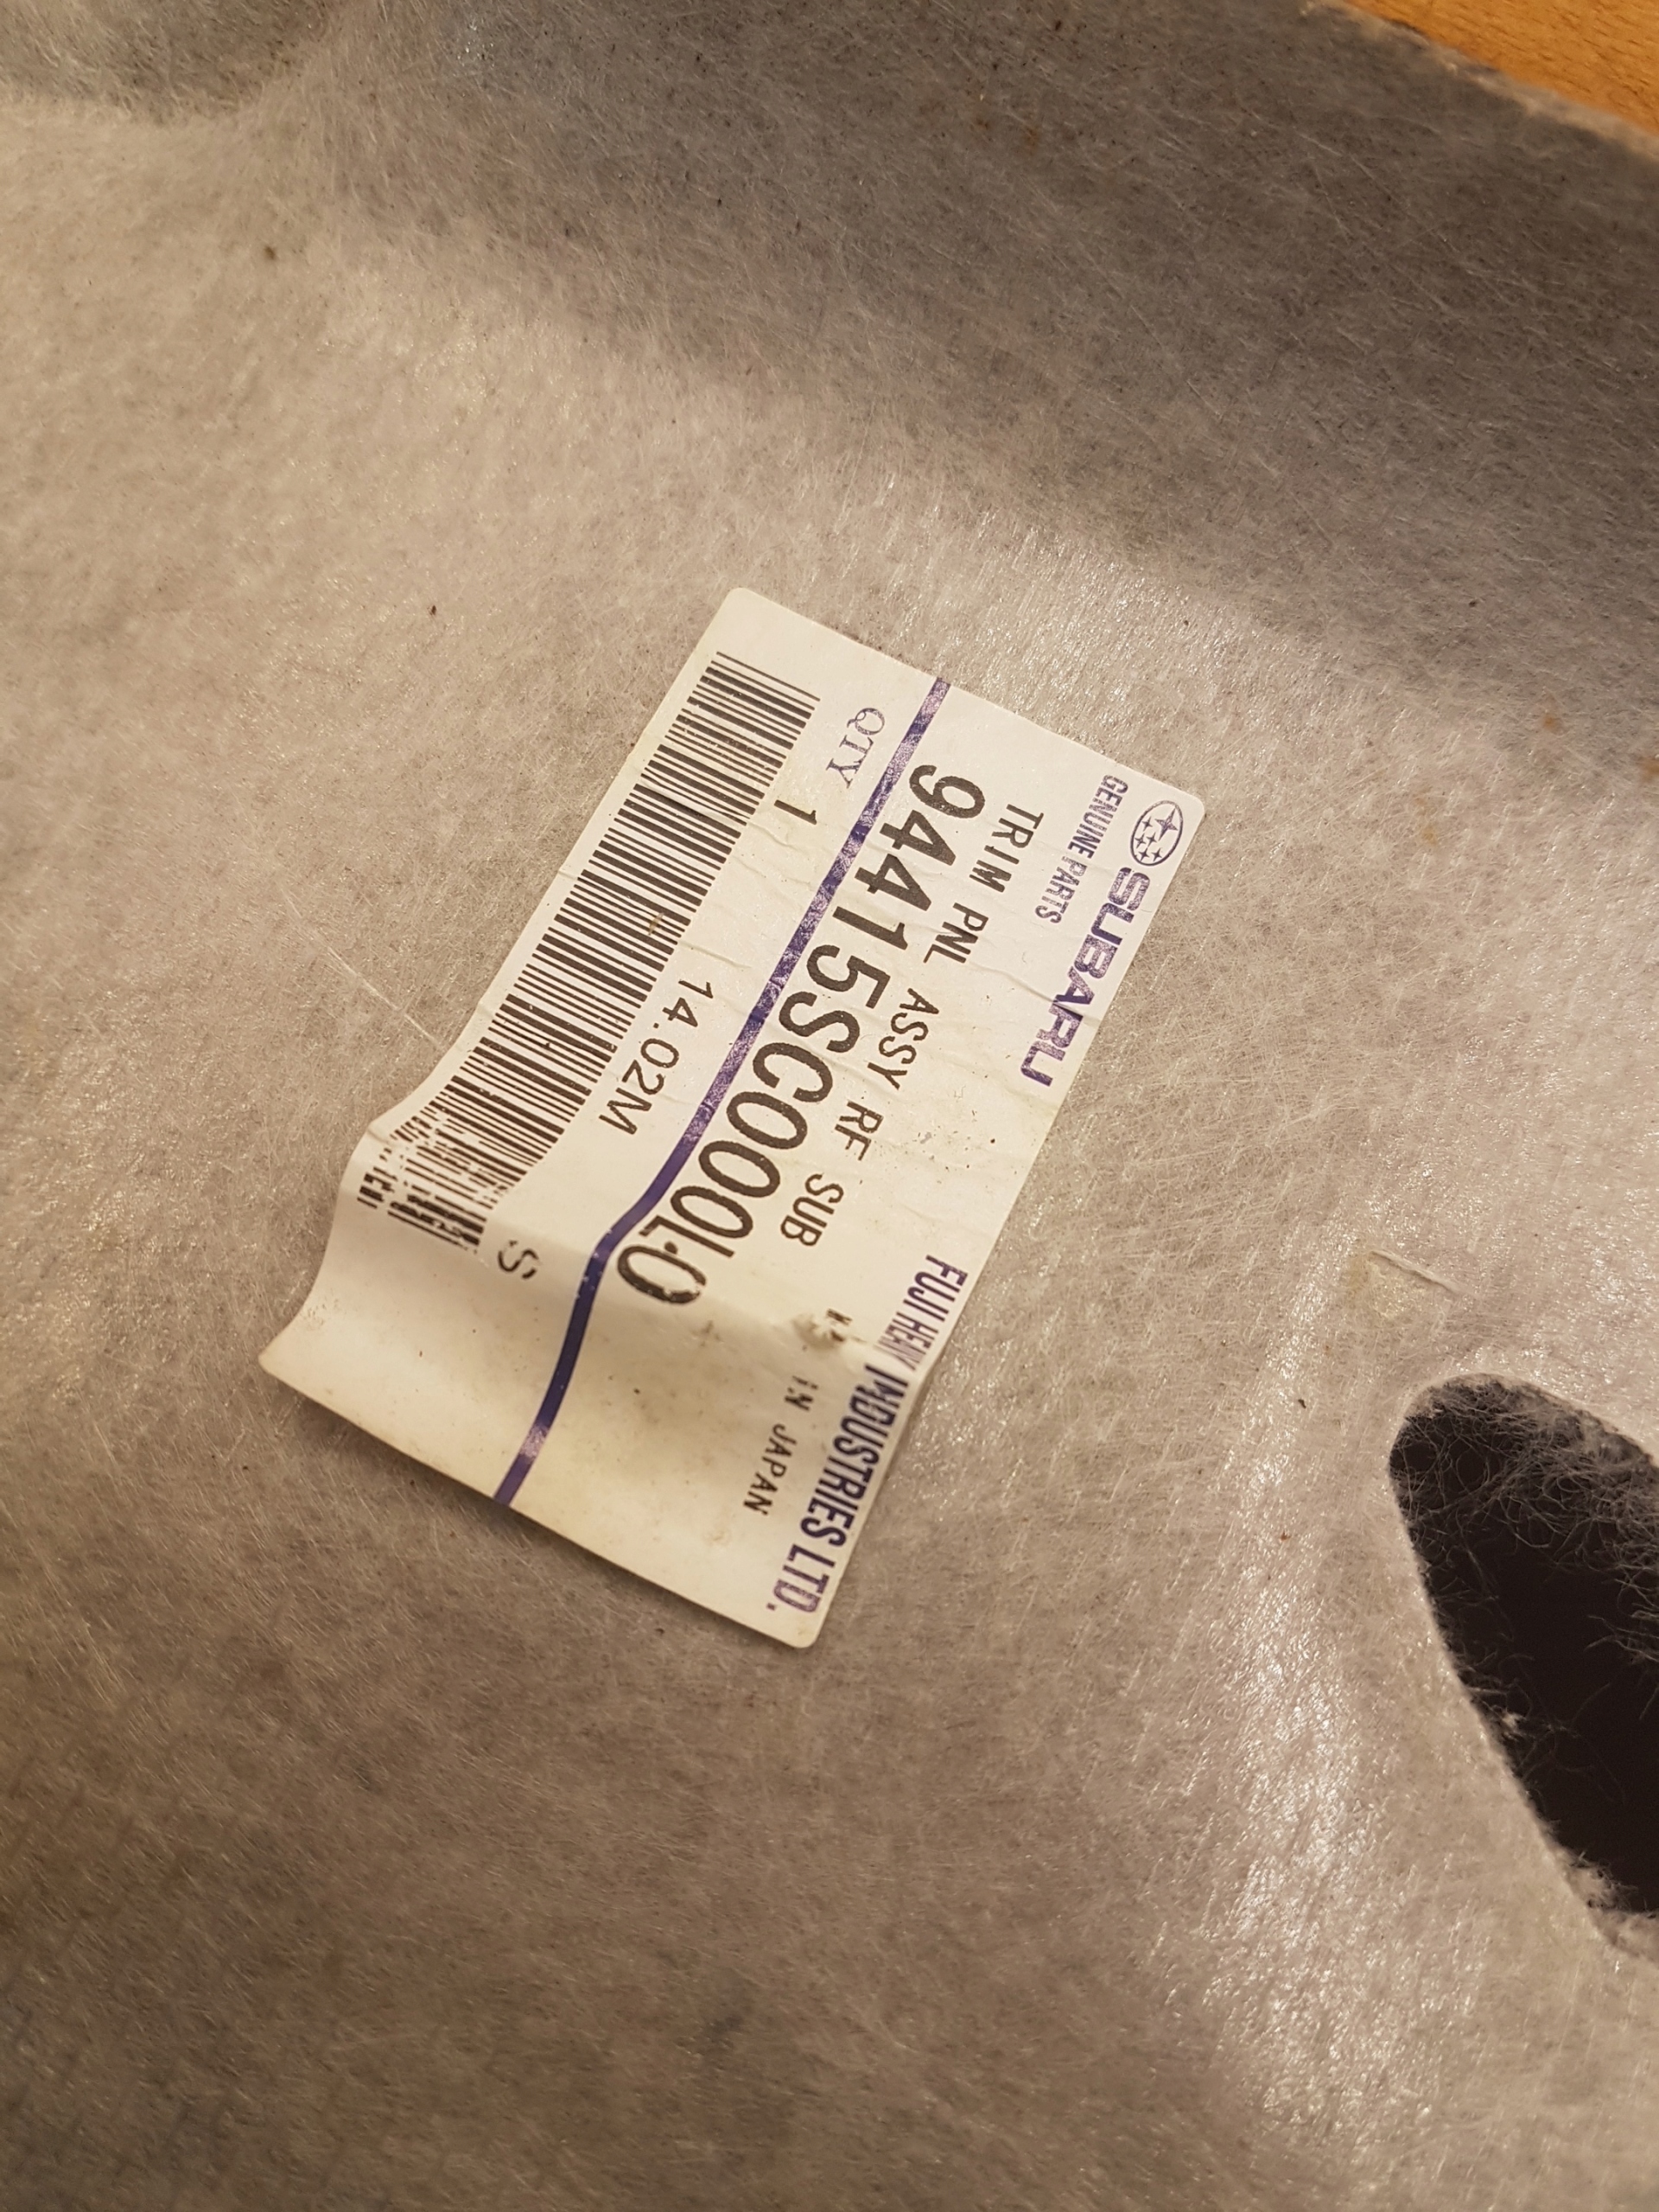 SUBARU
GENUINE PARTS
FUJI HEAVY INDUSTRIES LTD.
TRIM PNL ASSY RF SUB
IN JAPAN
94415SC000LO
QTY 1
14.02M
S